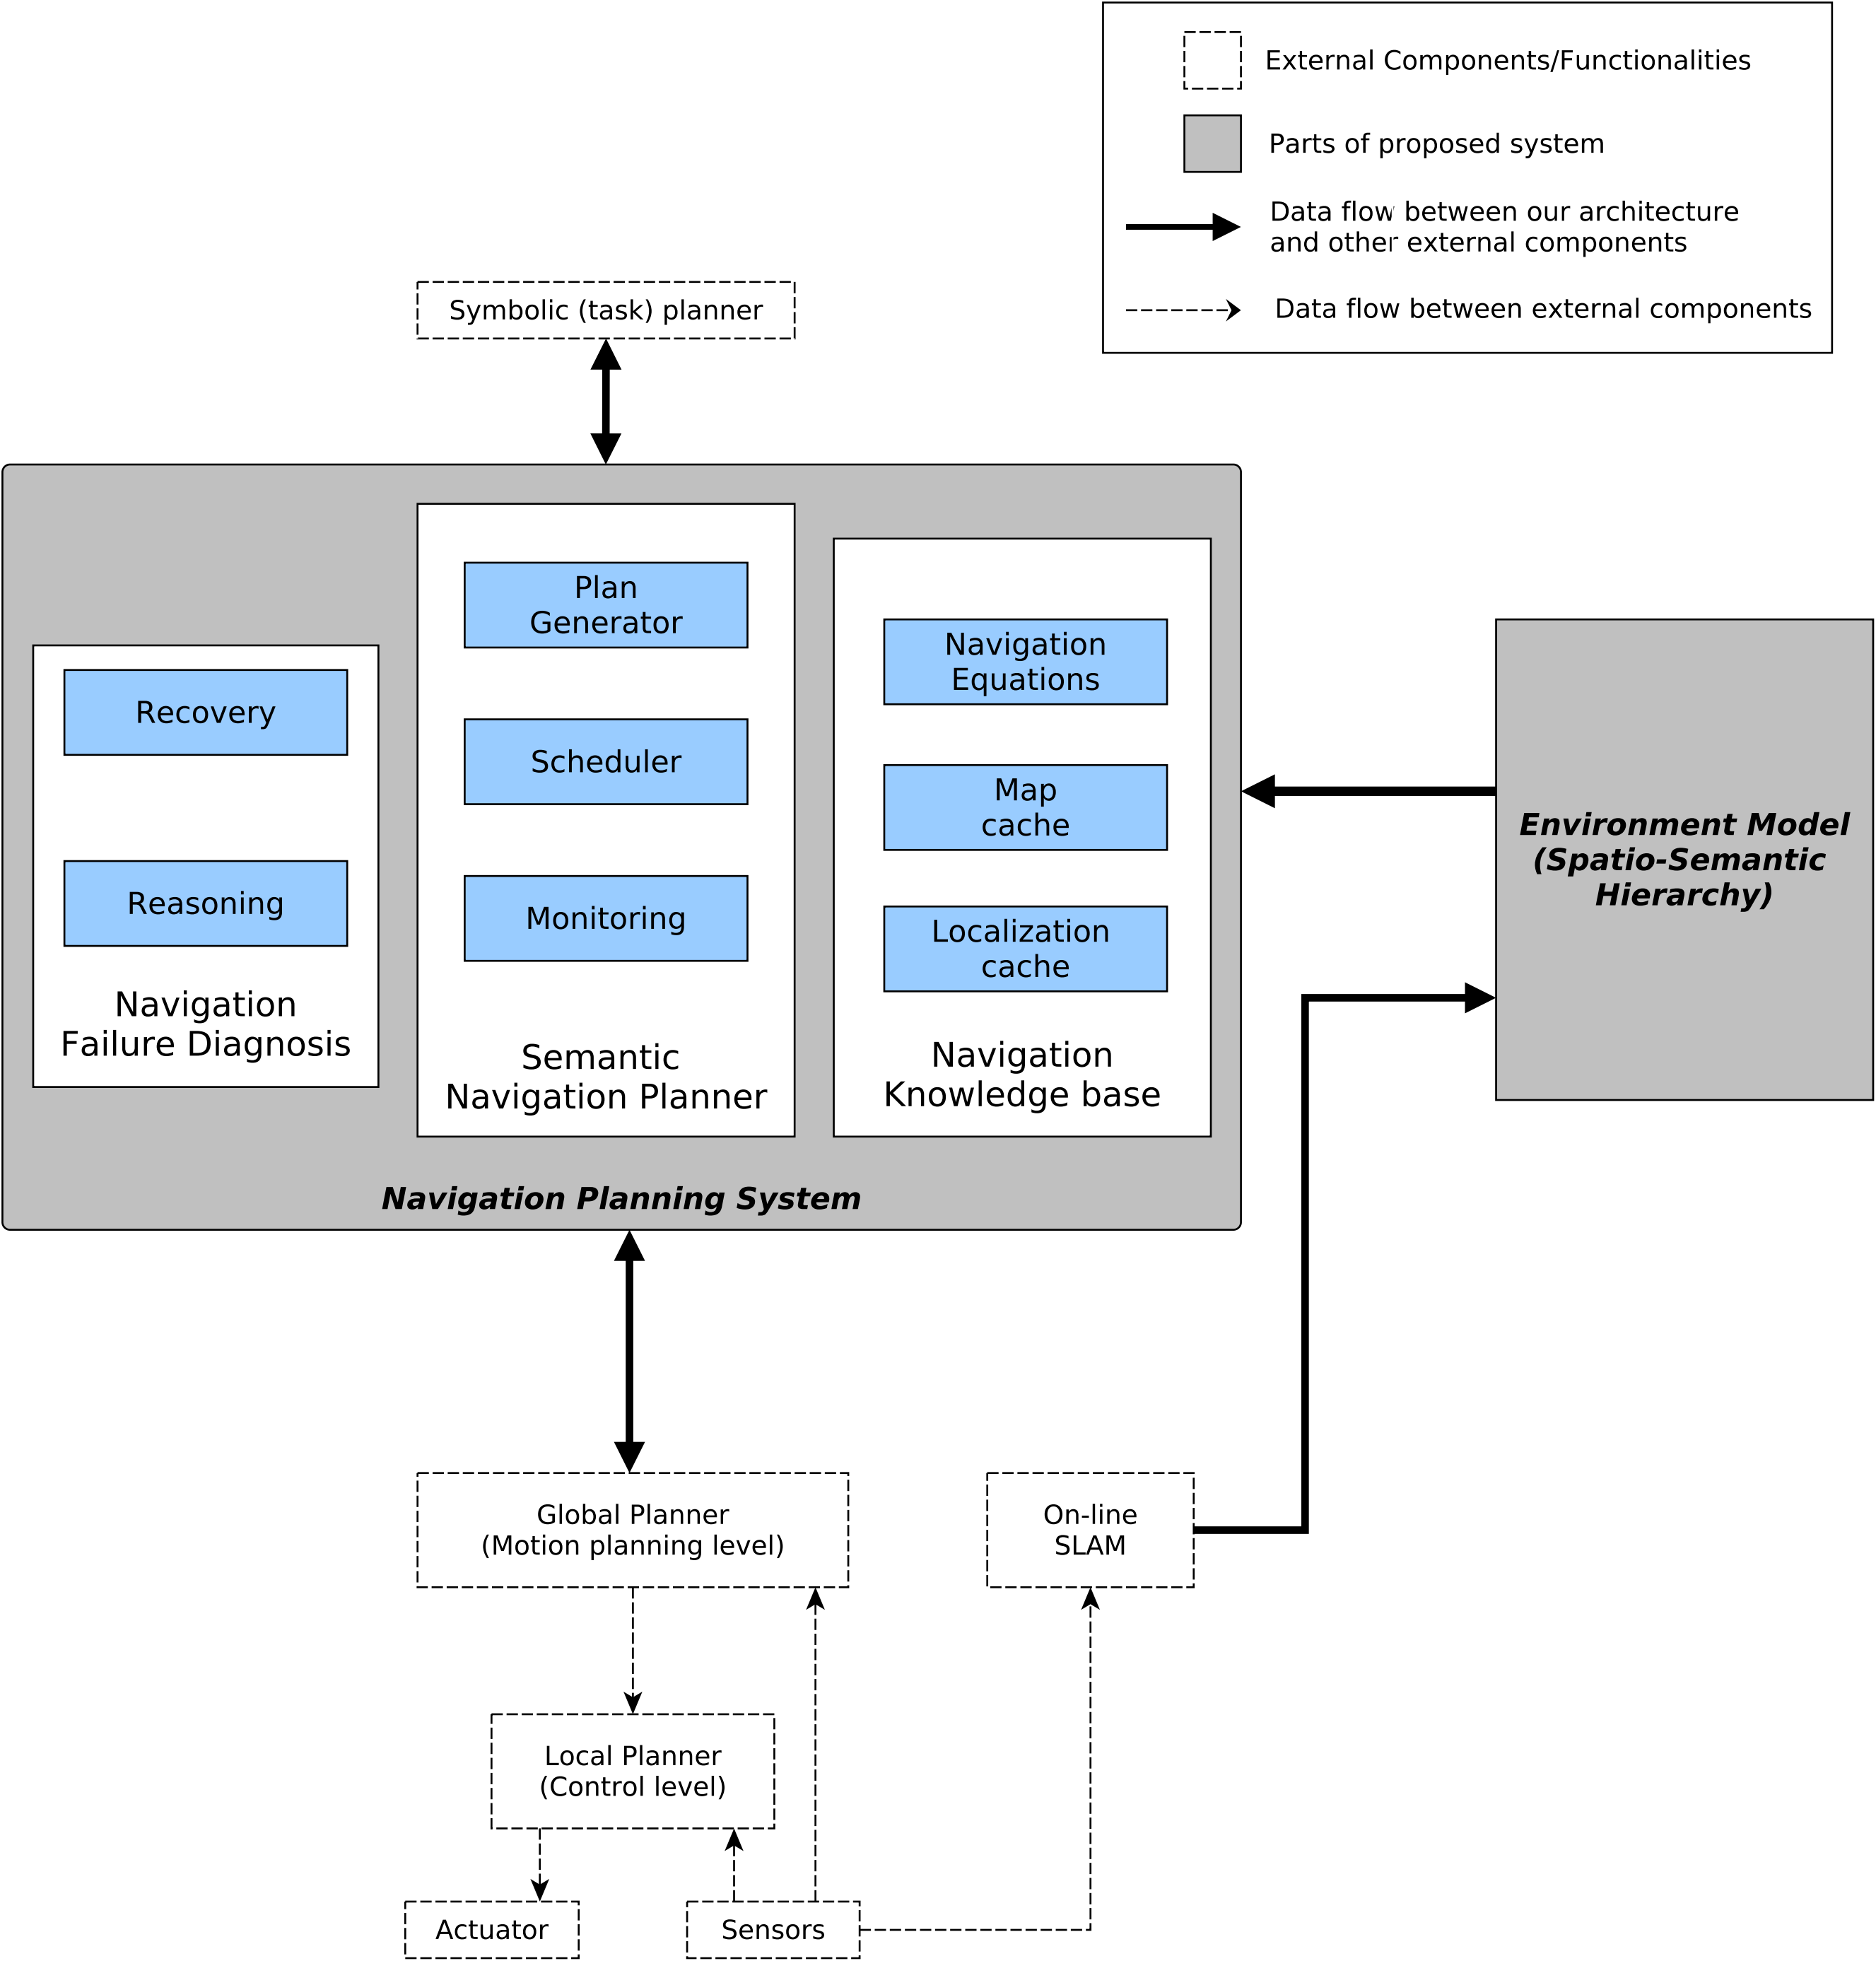 External Components/Functionalities
Parts of proposed system
Data flow between our architecture
and other external components
Data flow between external components
Symbolic (task) planner
Plan
Generator
Scheduler
Monitoring
Semantic
Navigation Planner
Recovery
Reasoning
Navigation
Failure Diagnosis
Navigation
Equations
Map
cache
Localization
cache
Navigation
Knowledge base
Navigation Planning System
Environment Model
(Spatio-Semantic
Hierarchy)
Global Planner
(Motion planning level)
On-line
SLAM
Local Planner
(Control level)
Actuator
Sensors